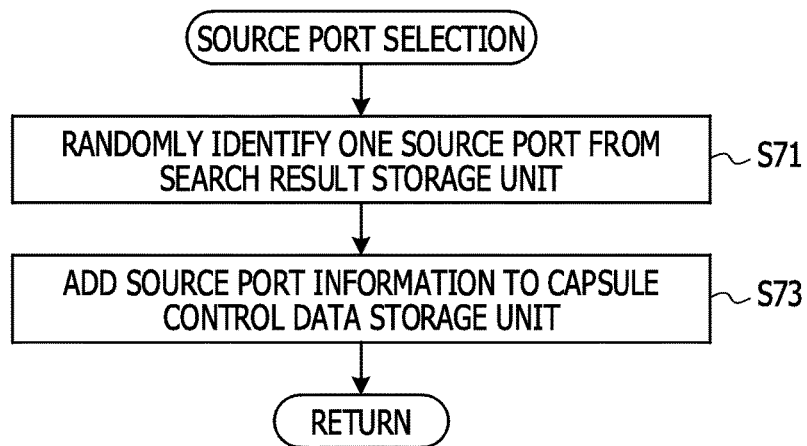 SOURCE PORT SELECTION
RANDOMLY IDENTIFY ONE SOURCE PORT FROM
SEARCH RESULT STORAGE UNIT
S71
ADD SOURCE PORT INFORMATION TO CAPSULE
CONTROL DATA STORAGE UNIT
S73
RETURN